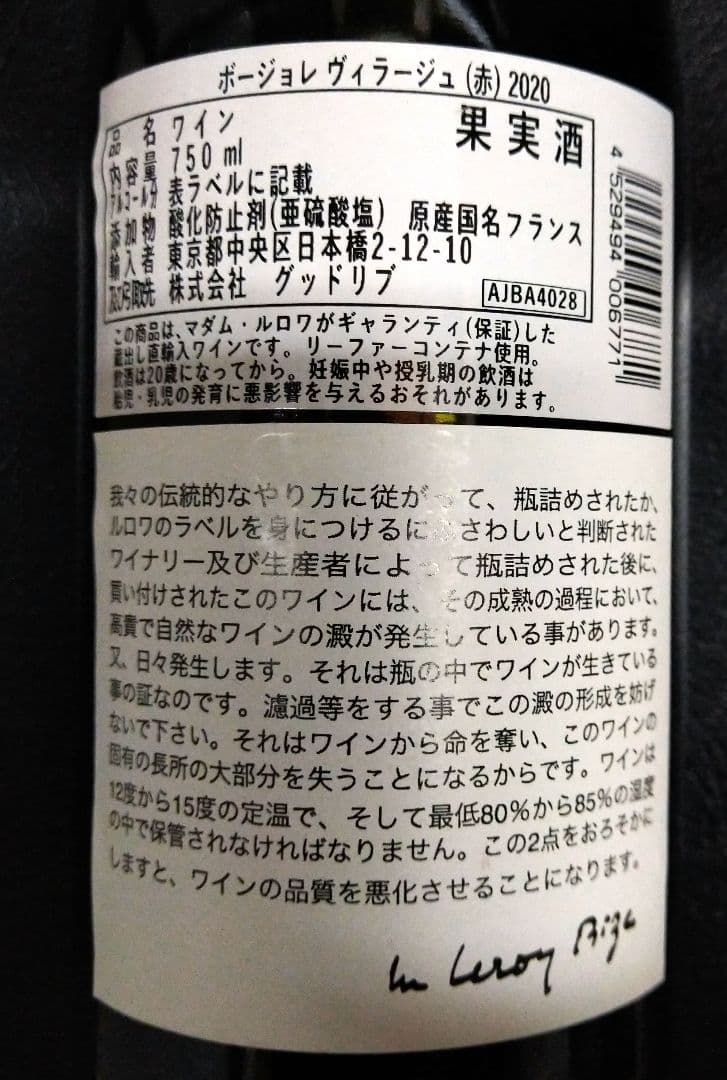 ボージョレ ヴィラージュ (赤) 2020
果実酒
品名 ワイン
内容量 750 ml
アルコール分 表ラベルに記載
添加物 酸化防止剤(亜硫酸塩) 原産国名フランス
輸入者 東京都中央区日本橋2-12-10
及び引取先 株式会社 グッドリブ
AJBA4028
4 529494 006771
この商品は、マダム・ルロワがギャランティ(保証)した
蔵出し直輸入ワインです。リーファーコンテナ使用。
飲酒は20歳になってから。妊娠中や授乳期の飲酒は
胎児・乳児の発育に悪影響を与えるおそれがあります。
我々の伝統的なやり方に従がって、瓶詰めされたか、
ルロワのラベルを身につけるにふさわしいと判断された
ワイナリー及び生産者によって瓶詰めされた後に、
買い付けされたこのワインには、その成熟の過程において、
高貴で自然なワインの澱が発生している事があります。
又、日々発生します。それは瓶の中でワインが生きている
事の証なのです。濾過等をする事でこの澱の形成を妨げ
ないで下さい。それはワインから命を奪い、このワインの
固有の長所の大部分を失うことになるからです。ワインは
12度から15度の定温で、そして最低80%から85%の湿度
の中で保管されなければなりません。この2点をおろそかに
しますと、ワインの品質を悪化させることになります。
Leroy Bize